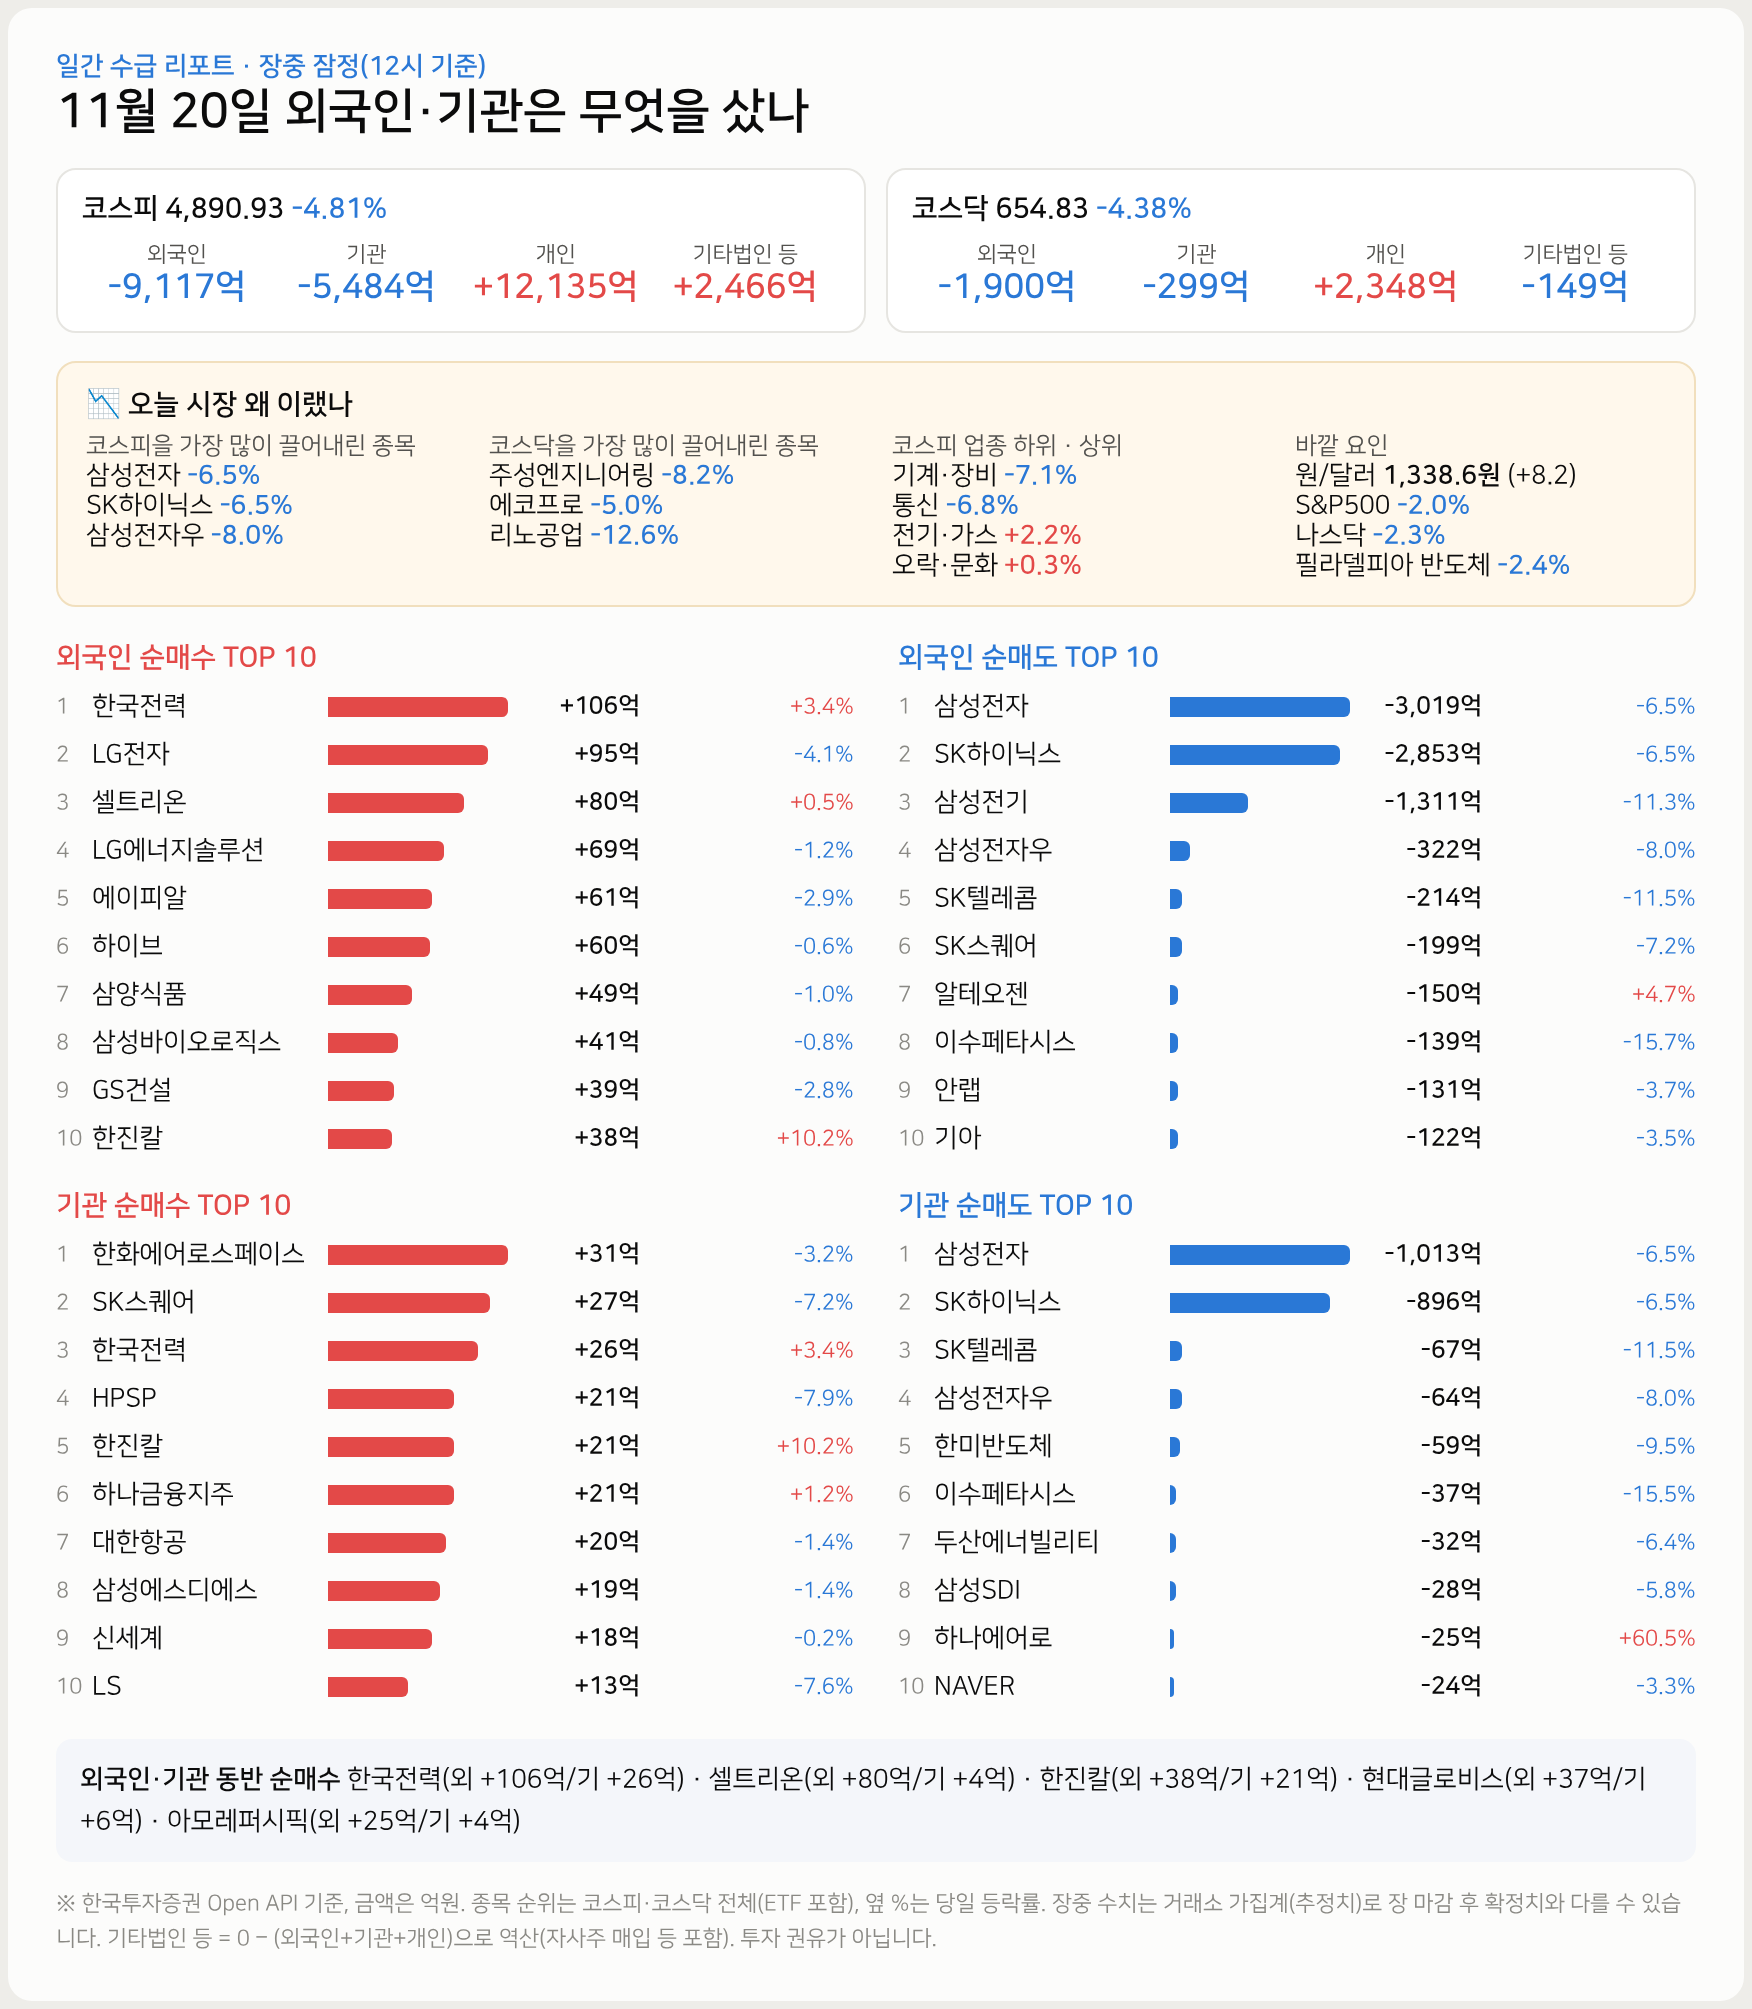 일간 수급 리포트 · 장중 잠정(12시 기준)
11월 20일 외국인·기관은 무엇을 샀나
코스피 4,890.93 -4.81%
외국인 기관 개인 기타법인 등
-9,117억 -5,484억 +12,135억 +2,466억
코스닥 654.83 -4.38%
외국인 기관 개인 기타법인 등
-1,900억 -299억 +2,348억 -149억
📉 오늘 시장 왜 이랬나
코스피을 가장 많이 끌어내린 종목
삼성전자 -6.5%
SK하이닉스 -6.5%
삼성전자우 -8.0%
코스닥을 가장 많이 끌어내린 종목
주성엔지니어링 -8.2%
에코프로 -5.0%
리노공업 -12.6%
코스피 업종 하위 · 상위
기계·장비 -7.1%
통신 -6.8%
전기·가스 +2.2%
오락·문화 +0.3%
바깥 요인
원/달러 1,338.6원 (+8.2)
S&P500 -2.0%
나스닥 -2.3%
필라델피아 반도체 -2.4%
외국인 순매수 TOP 10
1 한국전력 +106억 +3.4%
2 LG전자 +95억 -4.1%
3 셀트리온 +80억 +0.5%
4 LG에너지솔루션 +69억 -1.2%
5 에이피알 +61억 -2.9%
6 하이브 +60억 -0.6%
7 삼양식품 +49억 -1.0%
8 삼성바이오로직스 +41억 -0.8%
9 GS건설 +39억 -2.8%
10 한진칼 +38억 +10.2%
외국인 순매도 TOP 10
1 삼성전자 -3,019억 -6.5%
2 SK하이닉스 -2,853억 -6.5%
3 삼성전기 -1,311억 -11.3%
4 삼성전자우 -322억 -8.0%
5 SK텔레콤 -214억 -11.5%
6 SK스퀘어 -199억 -7.2%
7 알테오젠 -150억 +4.7%
8 이수페타시스 -139억 -15.7%
9 안랩 -131억 -3.7%
10 기아 -122억 -3.5%
기관 순매수 TOP 10
1 한화에어로스페이스 +31억 -3.2%
2 SK스퀘어 +27억 -7.2%
3 한국전력 +26억 +3.4%
4 HPSP +21억 -7.9%
5 한진칼 +21억 +10.2%
6 하나금융지주 +21억 +1.2%
7 대한항공 +20억 -1.4%
8 삼성에스디에스 +19억 -1.4%
9 신세계 +18억 -0.2%
10 LS +13억 -7.6%
기관 순매도 TOP 10
1 삼성전자 -1,013억 -6.5%
2 SK하이닉스 -896억 -6.5%
3 SK텔레콤 -67억 -11.5%
4 삼성전자우 -64억 -8.0%
5 한미반도체 -59억 -9.5%
6 이수페타시스 -37억 -15.5%
7 두산에너빌리티 -32억 -6.4%
8 삼성SDI -28억 -5.8%
9 하나에어로 -25억 +60.5%
10 NAVER -24억 -3.3%
외국인·기관 동반 순매수 한국전력(외 +106억/기 +26억) · 셀트리온(외 +80억/기 +4억) · 한진칼(외 +38억/기 +21억) · 현대글로비스(외 +37억/기
+6억) · 아모레퍼시픽(외 +25억/기 +4억)
※ 한국투자증권 Open API 기준, 금액은 억원. 종목 순위는 코스피·코스닥 전체(ETF 포함), 옆 %는 당일 등락률. 장중 수치는 거래소 가집계(추정치)로 장 마감 후 확정치와 다를 수 있습
니다. 기타법인 등 = 0 − (외국인+기관+개인)으로 역산(자사주 매입 등 포함). 투자 권유가 아닙니다.